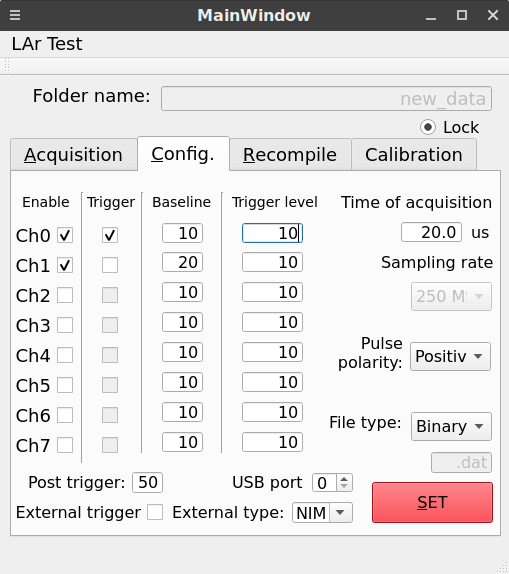 MainWindow
LAr Test
Folder name: new_data
Lock
Acquisition Config. Recompile Calibration
Enable Trigger Baseline Trigger level Time of acquisition
Ch0 10 10 20.0 us
Ch1 20 10 Sampling rate
Ch2 10 10 250 MS
Ch3 10 10
Ch4 10 10 Pulse polarity: Positiv
Ch5 10 10
Ch6 10 10 File type: Binary
Ch7 10 10 .dat
Post trigger: 50 USB port 0
External trigger External type: NIM SET